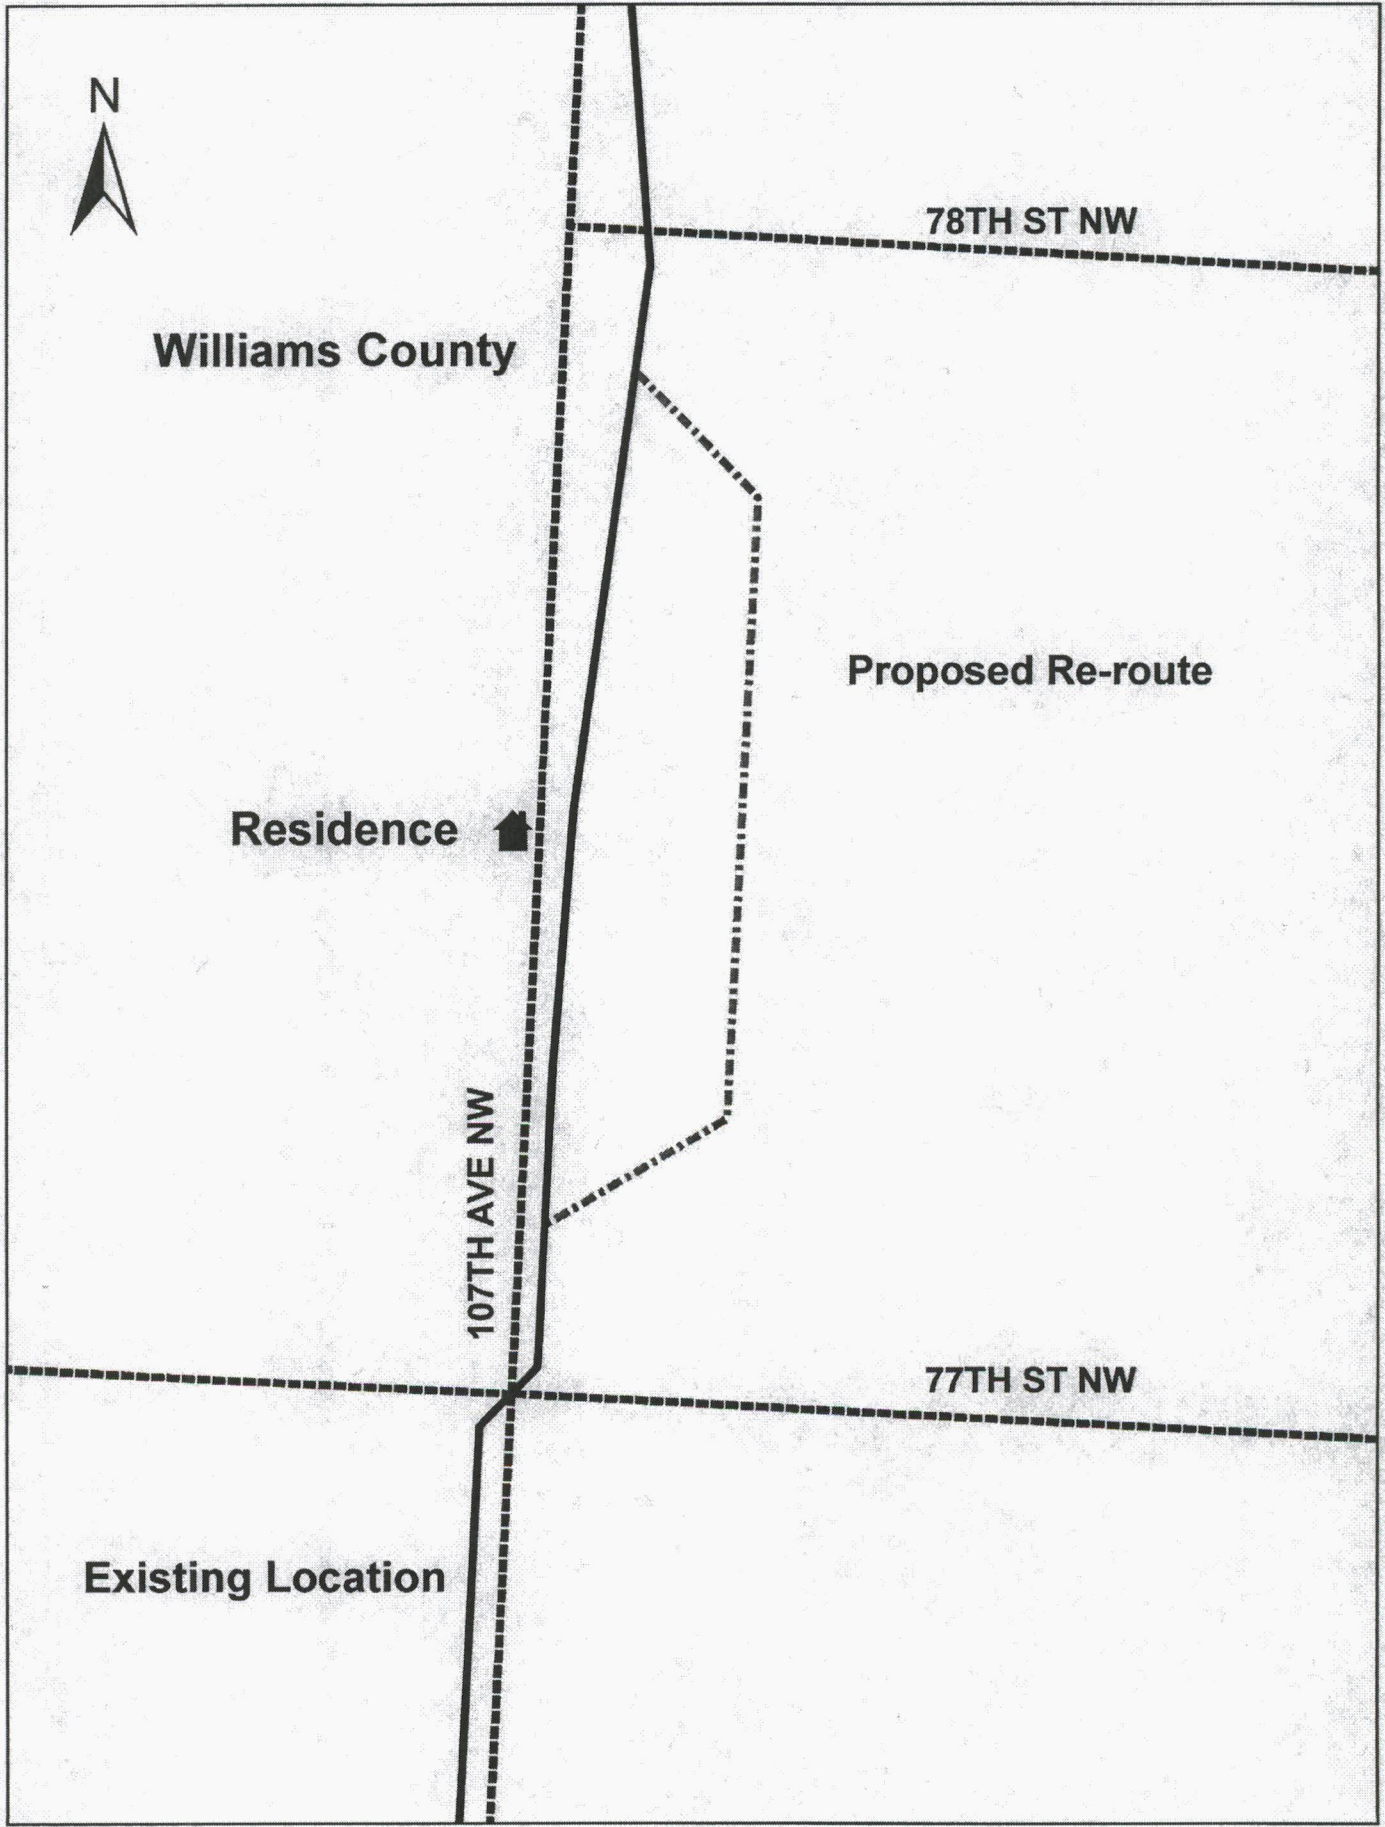 N
78TH ST NW
Williams County
Proposed Re-route
Residence
107TH AVE NW
77TH ST NW
Existing Location